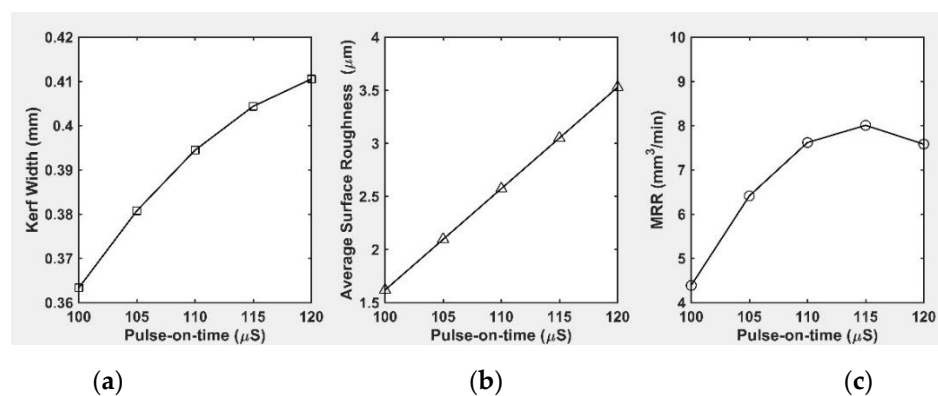 Kerf Width (mm)
0.42
0.41
0.4
0.39
0.38
0.37
0.36
100 105 110 115 120
Pulse-on-time (μS)
Average Surface Roughness (μm)
4
3.5
3
2.5
2
1.5
100 105 110 115 120
Pulse-on-time (μS)
MRR (mm³/min)
10
9
8
7
6
5
4
100 105 110 115 120
Pulse-on-time (μS)
(a) (b) (c)